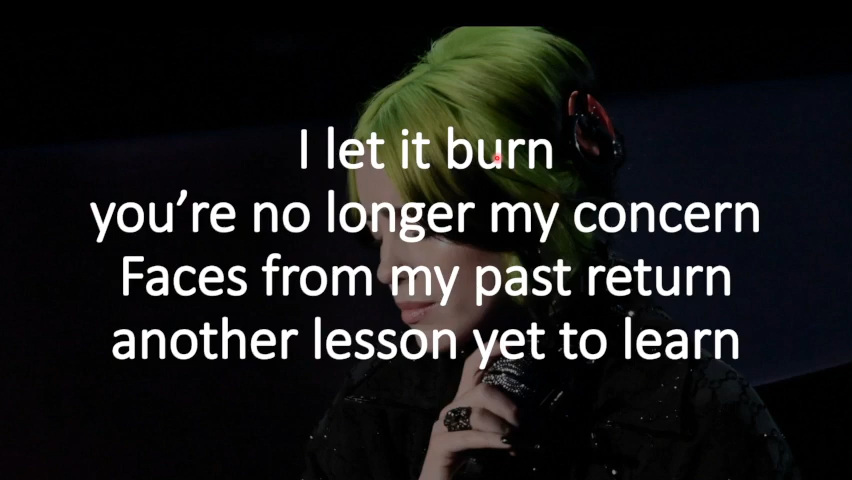 I let it burn
you’re no longer my concern
Faces from my past return
another lesson yet to learn